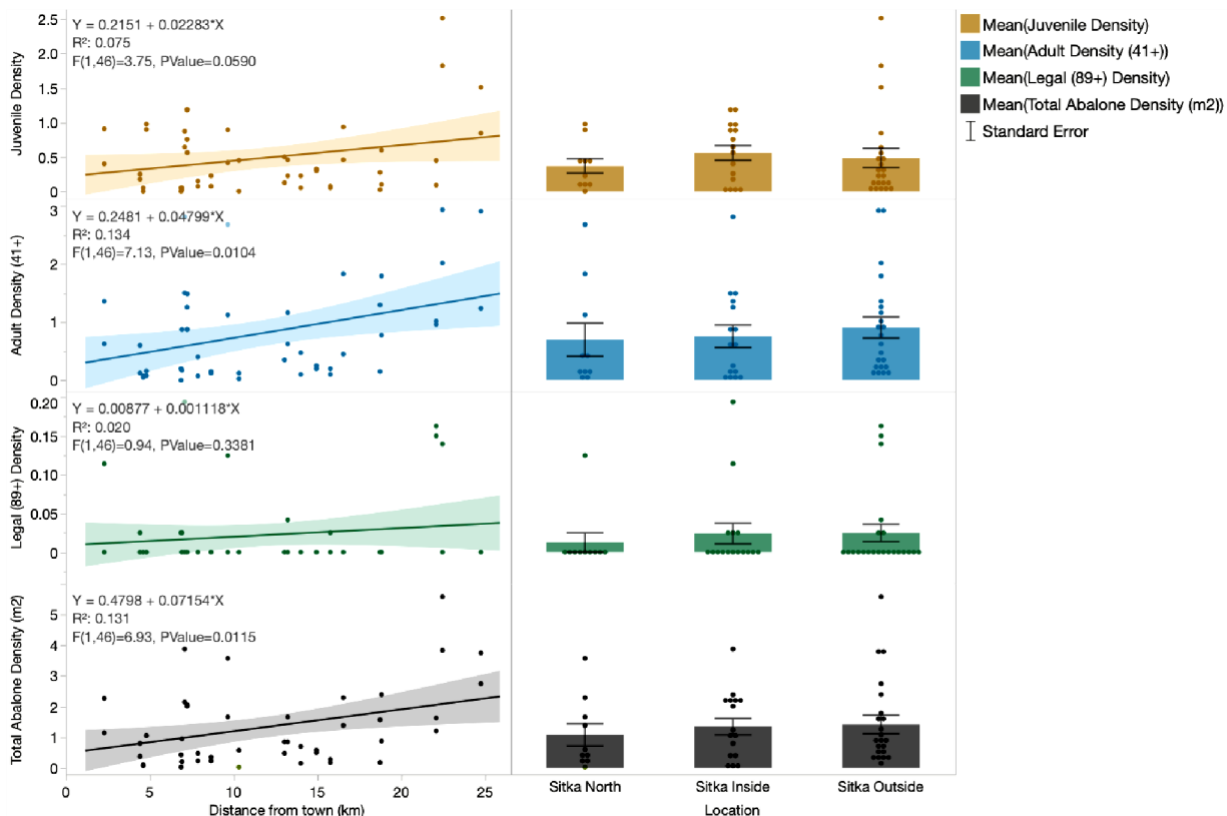 Y = 0.2151 + 0.02283*X
R²: 0.075
F(1,46)=3.75, PValue=0.0590
Juvenile Density
2.5
2.0
1.5
1.0
0.5
0
Y = 0.2481 + 0.04799*X
R²: 0.134
F(1,46)=7.13, PValue=0.0104
Adult Density (41+)
3
2
1
0
Y = 0.00877 + 0.001118*X
R²: 0.020
F(1,46)=0.94, PValue=0.3381
Legal (89+) Density
0.20
0.15
0.10
0.05
0
Y = 0.4798 + 0.07154*X
R²: 0.131
F(1,46)=6.93, PValue=0.0115
Total Abalone Density (m2)
5
4
3
2
1
0
0 5 10 15 20 25
Distance from town (km)
Sitka North Sitka Inside Sitka Outside
Location
Mean(Juvenile Density)
Mean(Adult Density (41+))
Mean(Legal (89+) Density)
Mean(Total Abalone Density (m2))
Standard Error